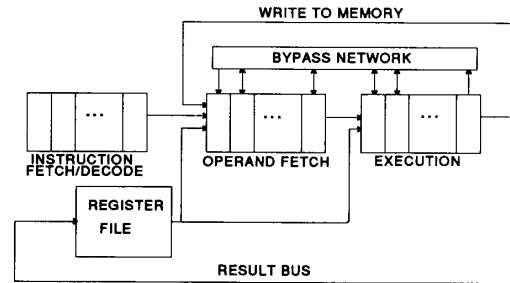 WRITE TO MEMORY
BYPASS NETWORK
...
...
...
INSTRUCTION
FETCH/DECODE
OPERAND FETCH
EXECUTION
REGISTER
FILE
RESULT BUS